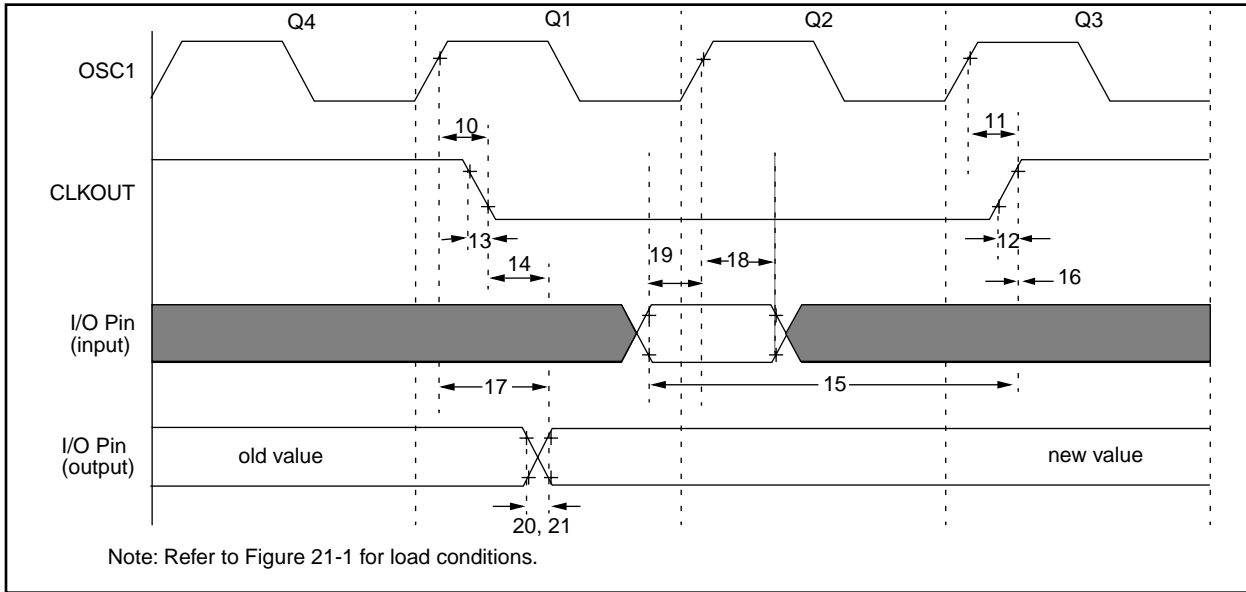 Q4 Q1 Q2 Q3
OSC1
10 11
CLKOUT
13 12
14 19 18 16
I/O Pin
(input)
17 15
I/O Pin
(output)
old value new value
20, 21
Note: Refer to Figure 21-1 for load conditions.